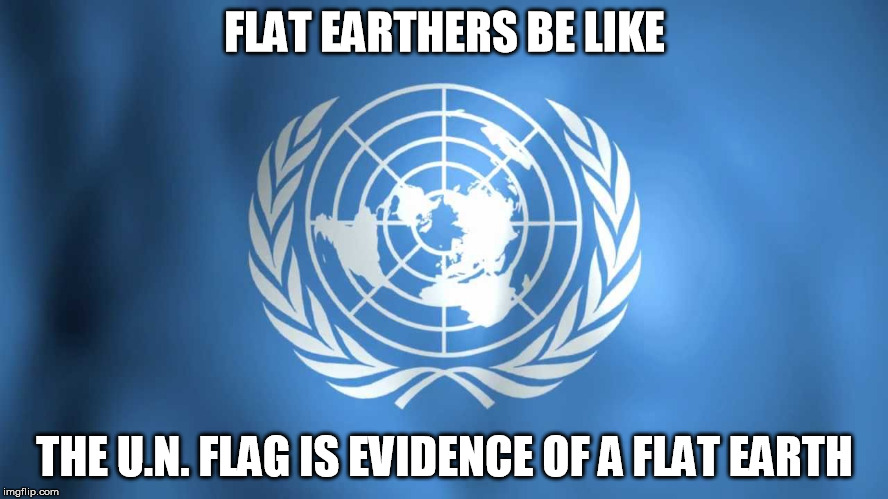 FLAT EARTHERS BE LIKE
THE U.N. FLAG IS EVIDENCE OF A FLAT EARTH
imgflip.com